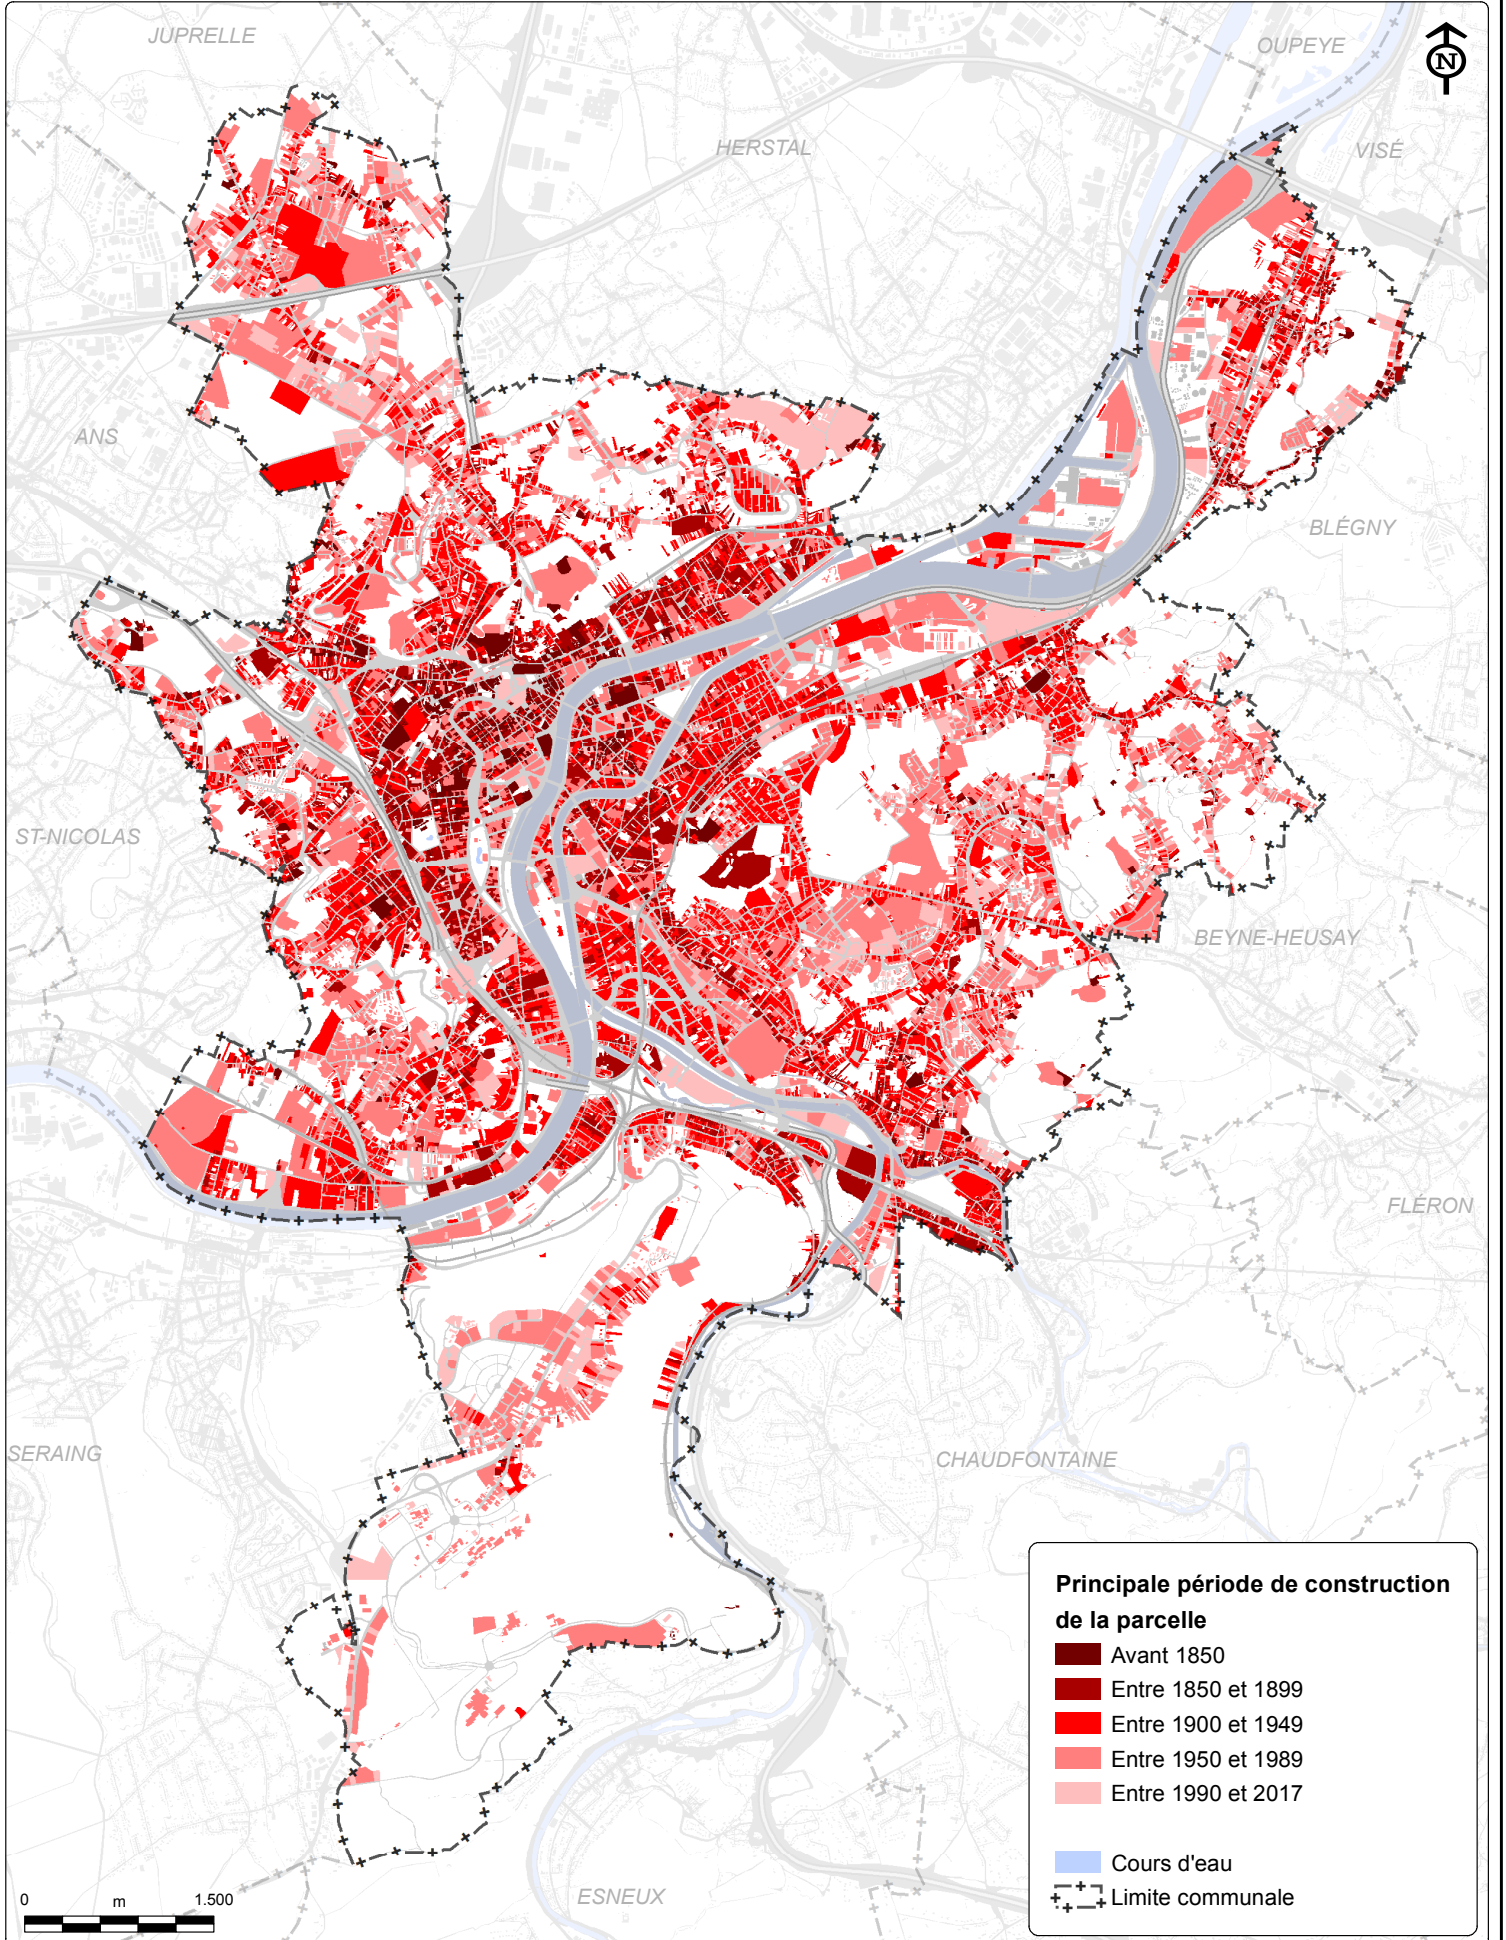 JUPRELLE
OUPEYE
N
HERSTAL
VISÉ
ANS
BLÉGNY
ST-NICOLAS
BEYNE-HEUSAY
FLÉRON
SERAING
CHAUDFONTAINE
ESNEUX
Principale période de construction
de la parcelle
Avant 1850
Entre 1850 et 1899
Entre 1900 et 1949
Entre 1950 et 1989
Entre 1990 et 2017
Cours d'eau
Limite communale
0 m 1.500